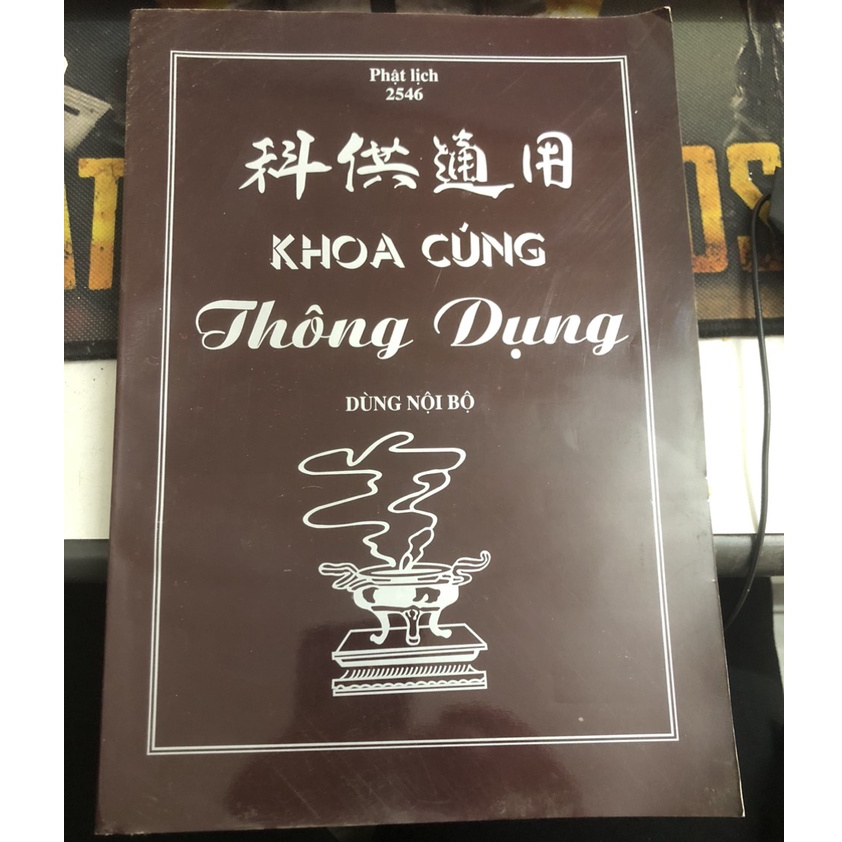 Phật lịch
2546
科供通用
KHOA CÚNG
Thông Dụng
DÙNG NỘI BỘ